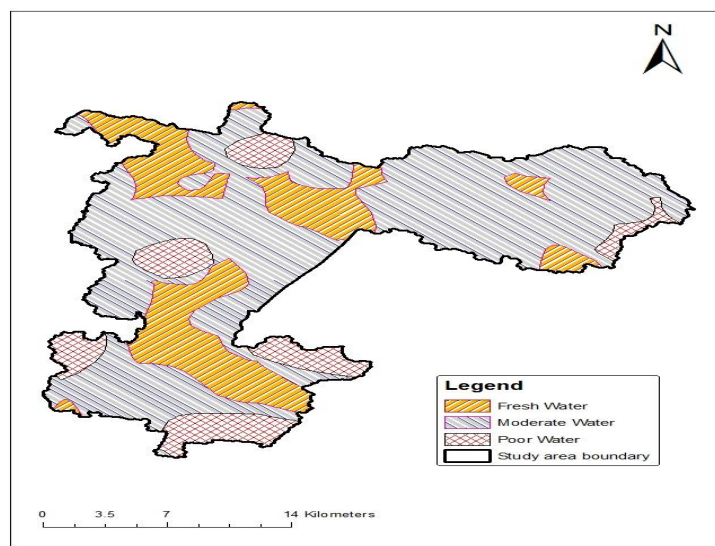 N
Legend
Fresh Water
Moderate Water
Poor Water
Study area boundary
0 3.5 7 14 Kilometers